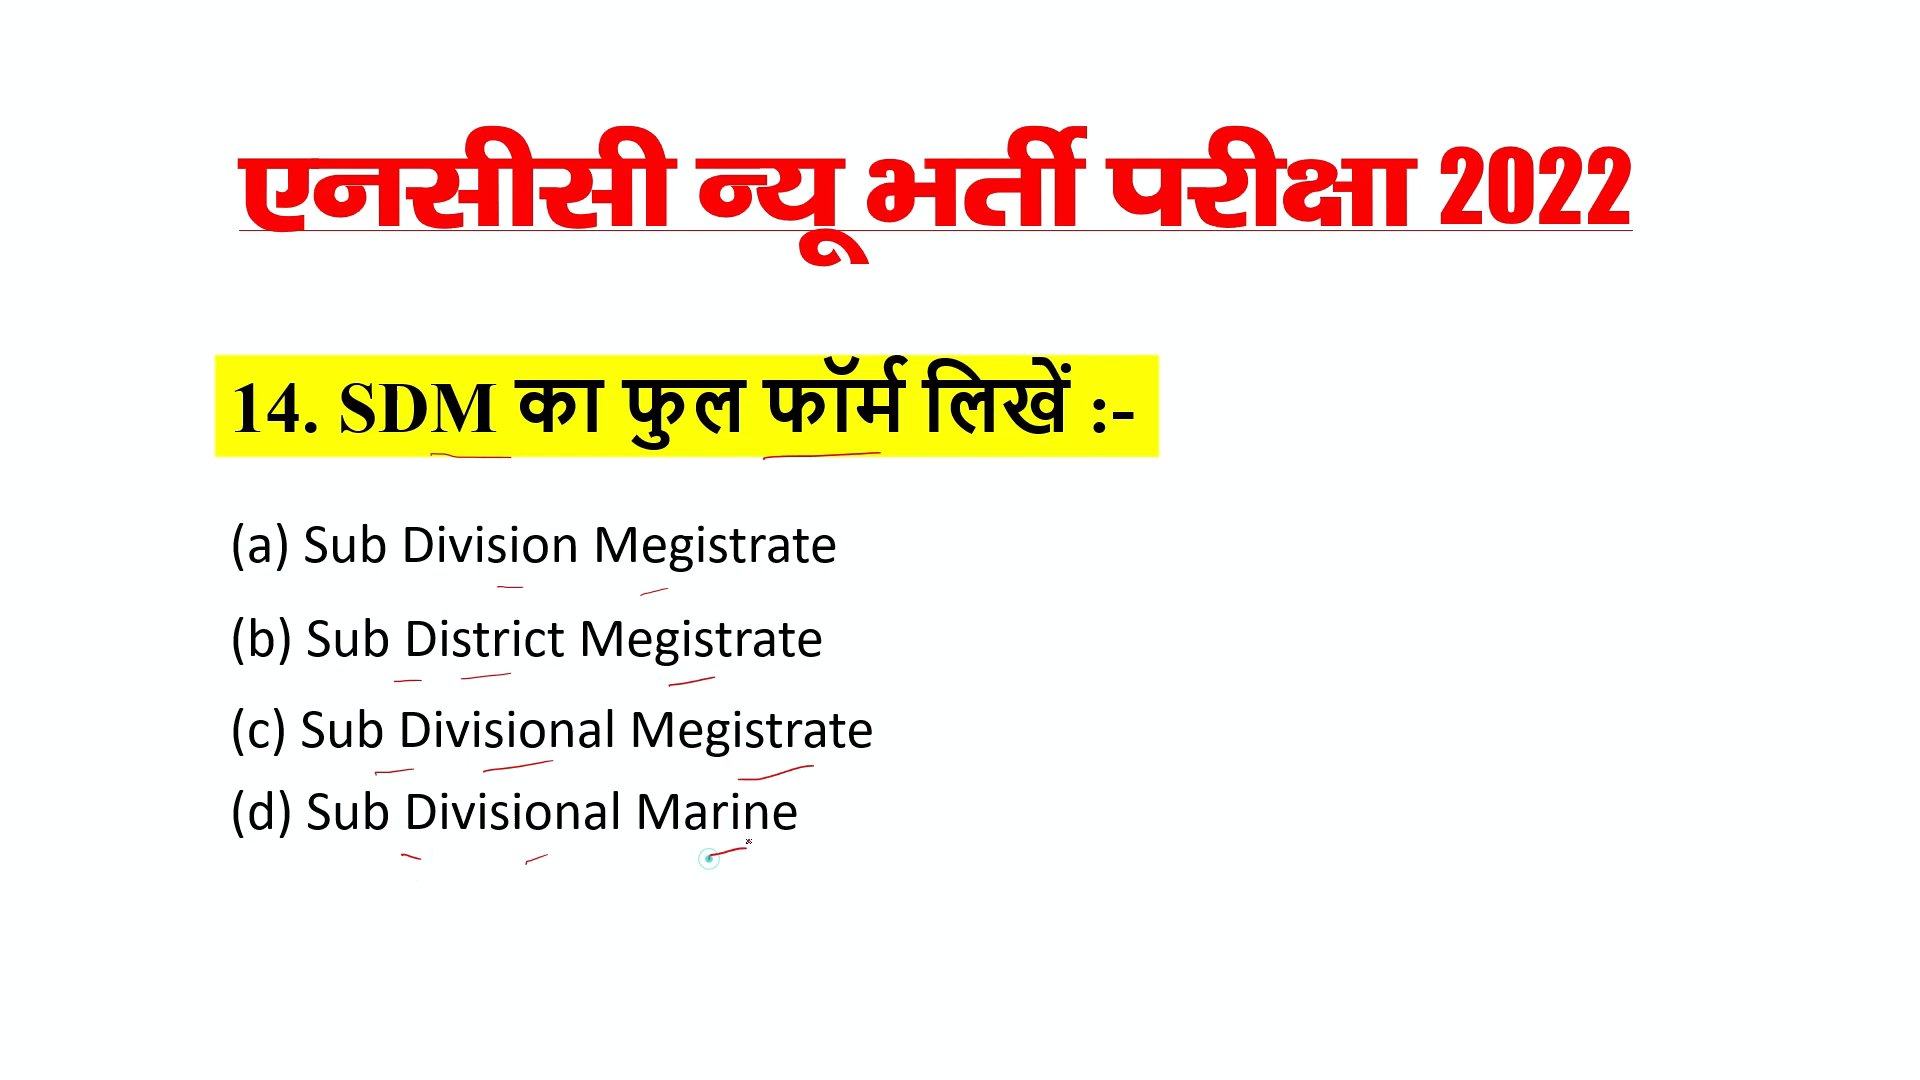 एनसीसी न्यू भर्ती परीक्षा 2022
14. SDM का फुल फॉर्म लिखें :-
(a) Sub Division Megistrate
(b) Sub District Megistrate
(c) Sub Divisional Megistrate
(d) Sub Divisional Marine